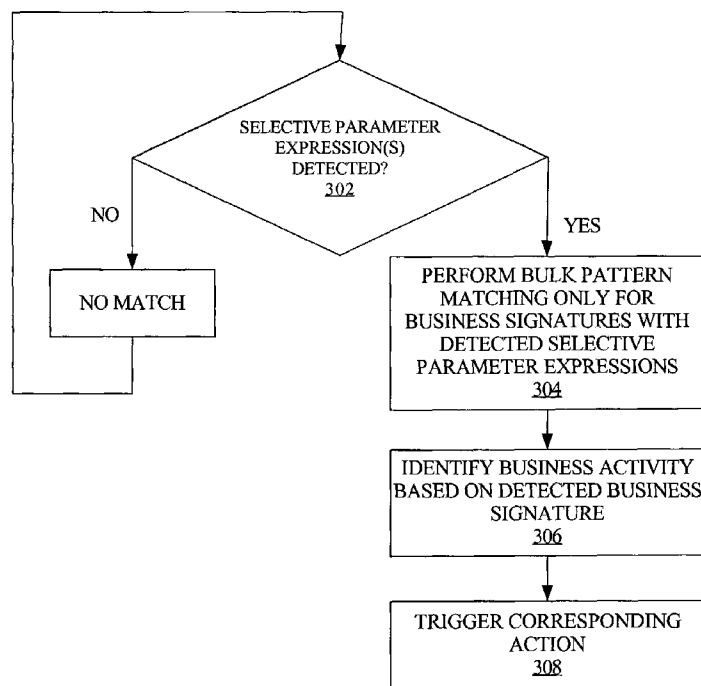 SELECTIVE PARAMETER
EXPRESSION(S)
DETECTED?
302
NO
YES
NO MATCH
PERFORM BULK PATTERN
MATCHING ONLY FOR
BUSINESS SIGNATURES WITH
DETECTED SELECTIVE
PARAMETER EXPRESSIONS
304
IDENTIFY BUSINESS ACTIVITY
BASED ON DETECTED BUSINESS
SIGNATURE
306
TRIGGER CORRESPONDING
ACTION
308